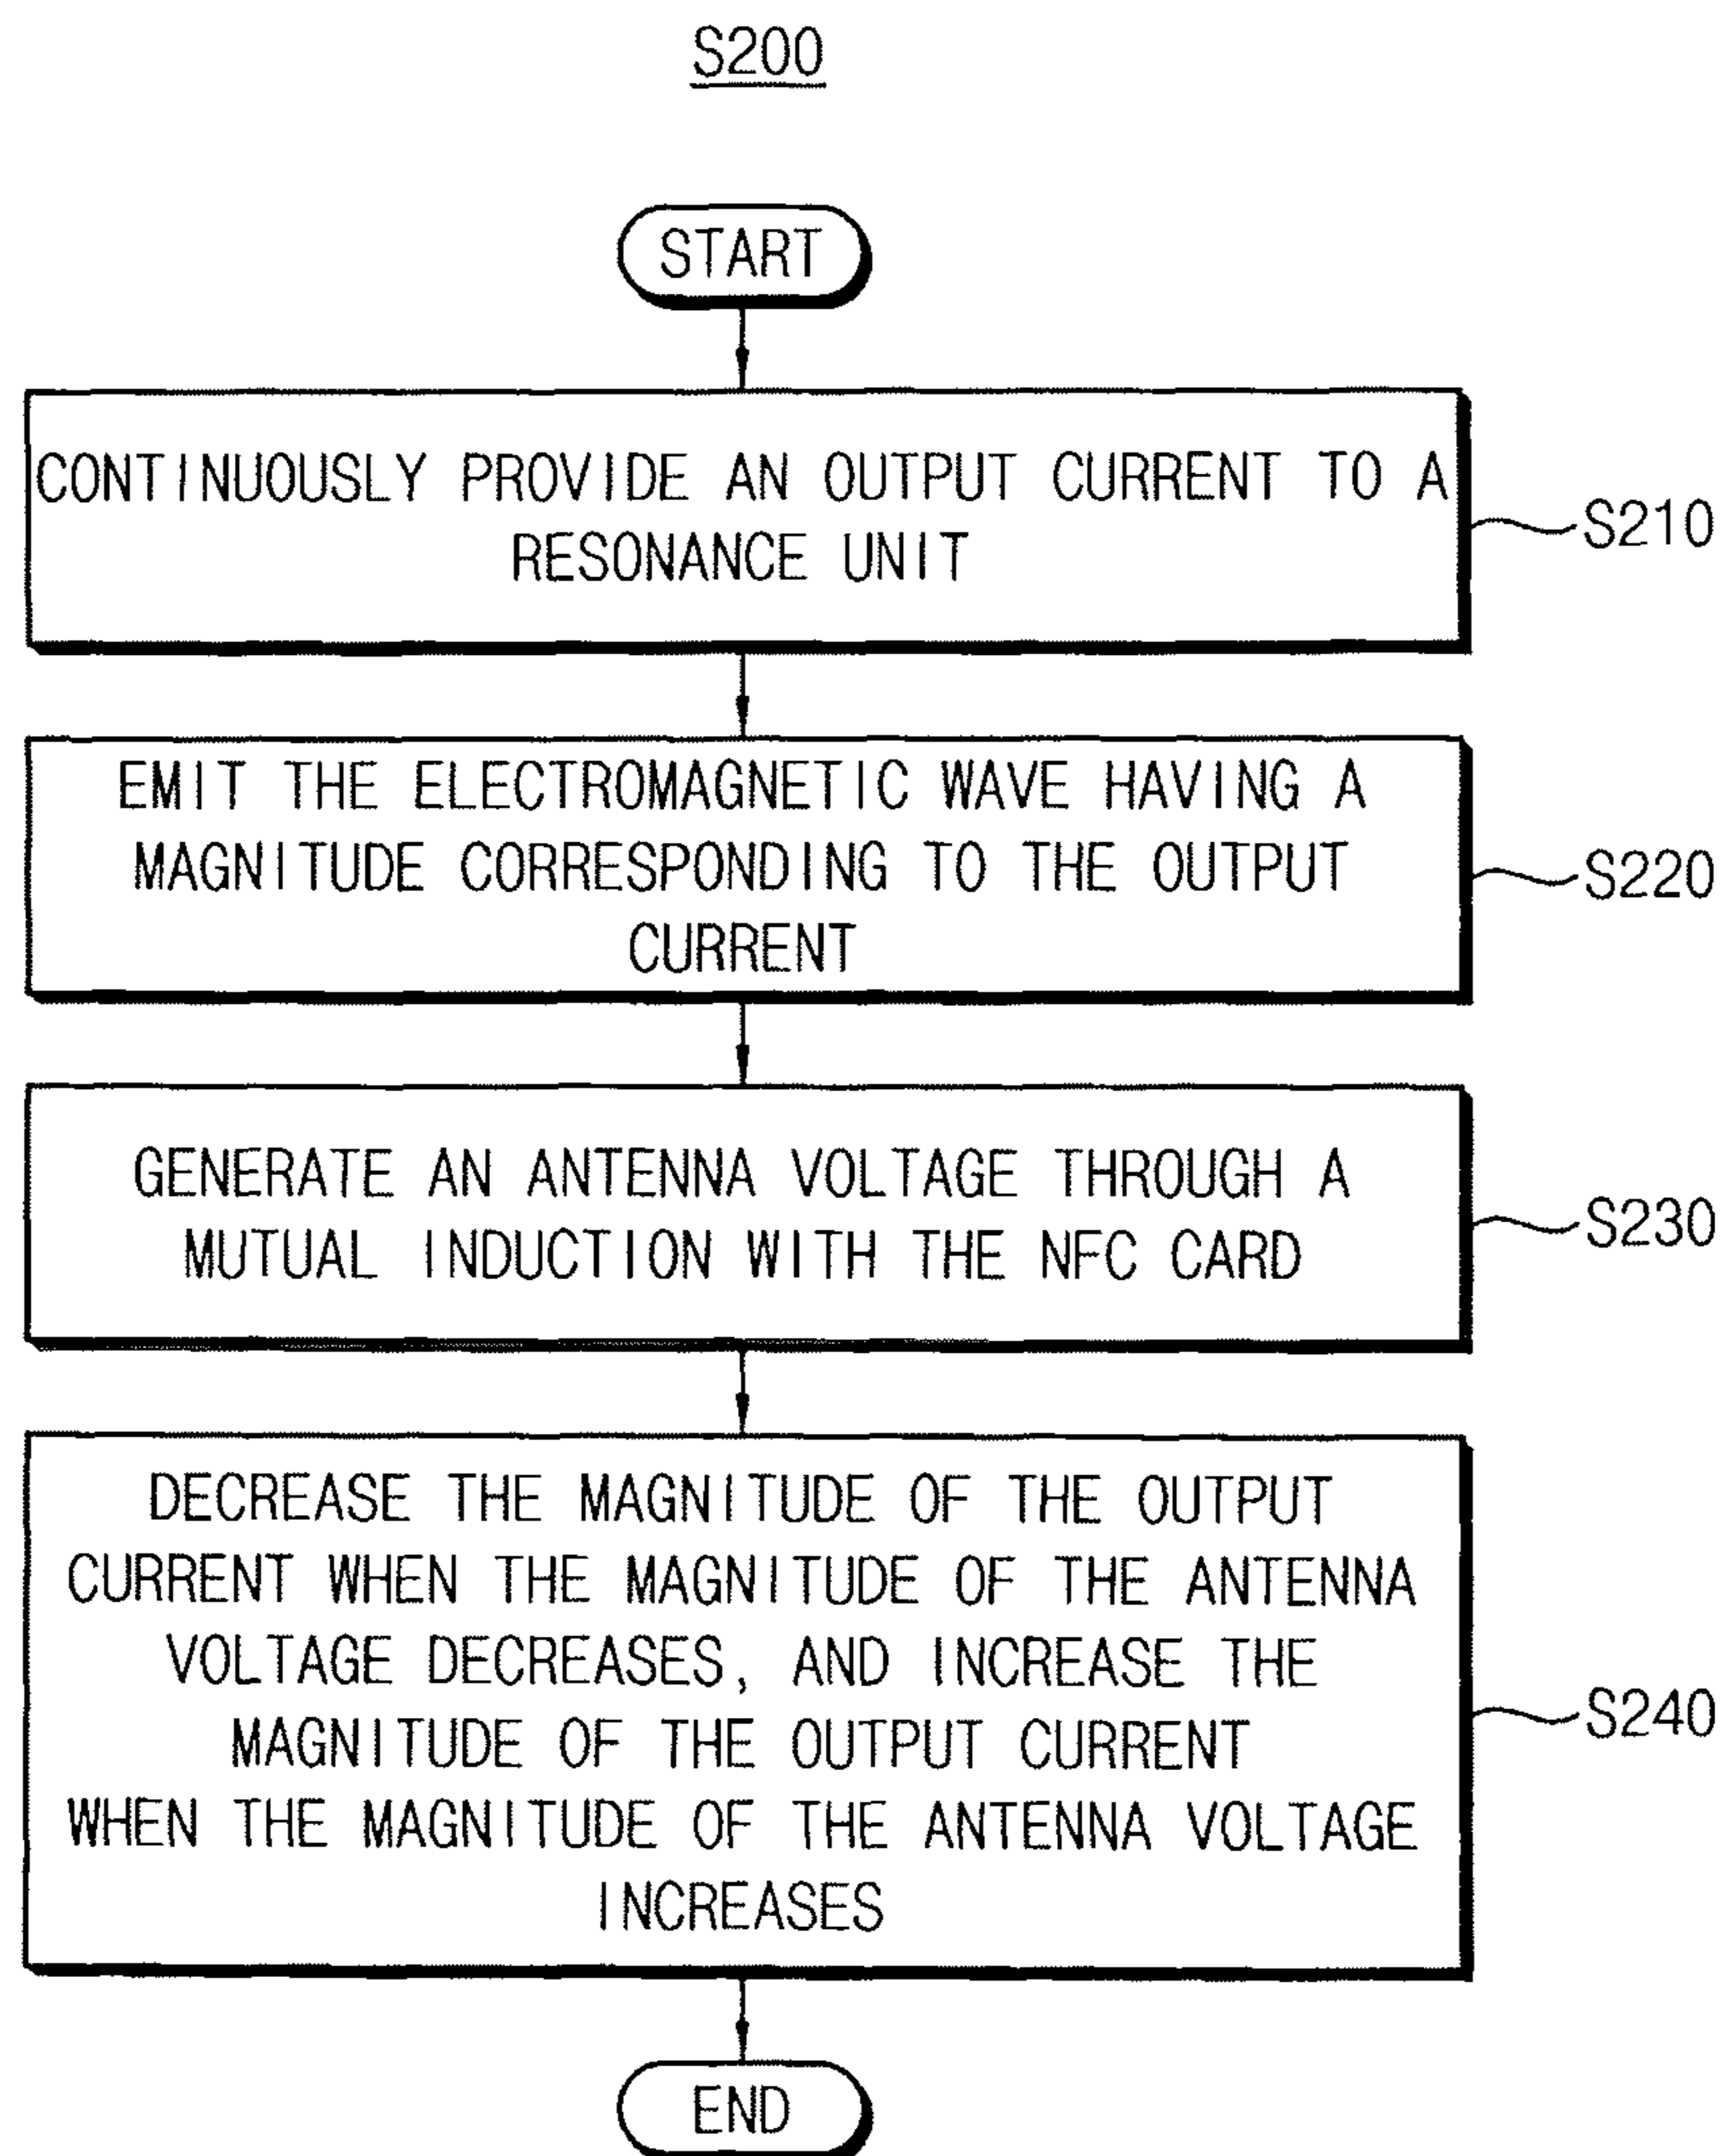 S200
START
CONTINUOUSLY PROVIDE AN OUTPUT CURRENT TO A
RESONANCE UNIT
S210
EMIT THE ELECTROMAGNETIC WAVE HAVING A
MAGNITUDE CORRESPONDING TO THE OUTPUT
CURRENT
S220
GENERATE AN ANTENNA VOLTAGE THROUGH A
MUTUAL INDUCTION WITH THE NFC CARD
S230
DECREASE THE MAGNITUDE OF THE OUTPUT
CURRENT WHEN THE MAGNITUDE OF THE ANTENNA
VOLTAGE DECREASES, AND INCREASE THE
MAGNITUDE OF THE OUTPUT CURRENT
WHEN THE MAGNITUDE OF THE ANTENNA VOLTAGE
INCREASES
S240
END